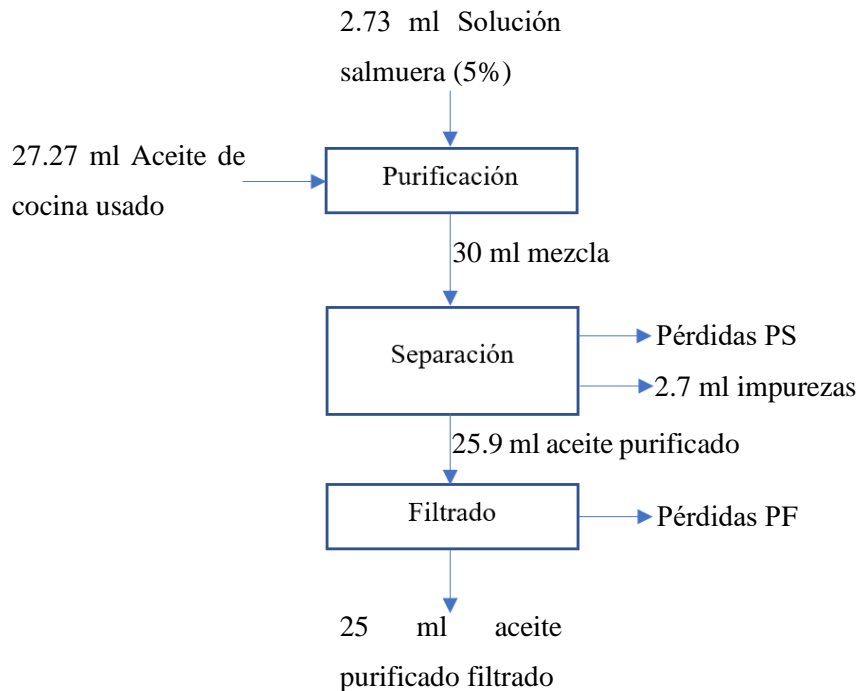 2.73 ml Solución
salmuera (5%)
27.27 ml Aceite de
cocina usado
Purificación
30 ml mezcla
Separación
Pérdidas PS
2.7 ml impurezas
25.9 ml aceite purificado
Filtrado
Pérdidas PF
25 ml aceite
purificado filtrado